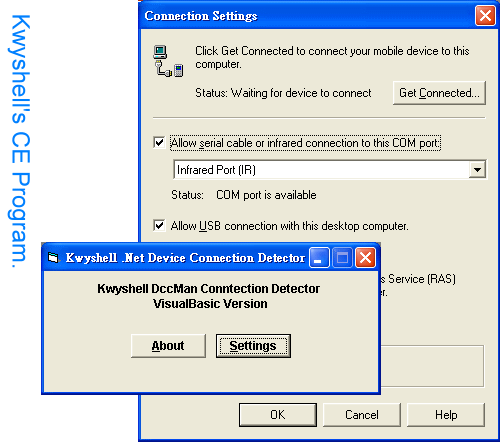 Kwyshell's CE Program.
Connection Settings
Click Get Connected to connect your mobile device to this
computer.
Status: Waiting for device to connect
Get Connected...
Allow serial cable or infrared connection to this COM port:
Infrared Port (IR)
Status: COM port is available
Allow USB connection with this desktop computer.
s Service (RAS)
er.
Kwyshell .Net Device Connection Detector
Kwyshell DccMan Conntection Detector
VisualBasic Version
About
Settings
OK
Cancel
Help